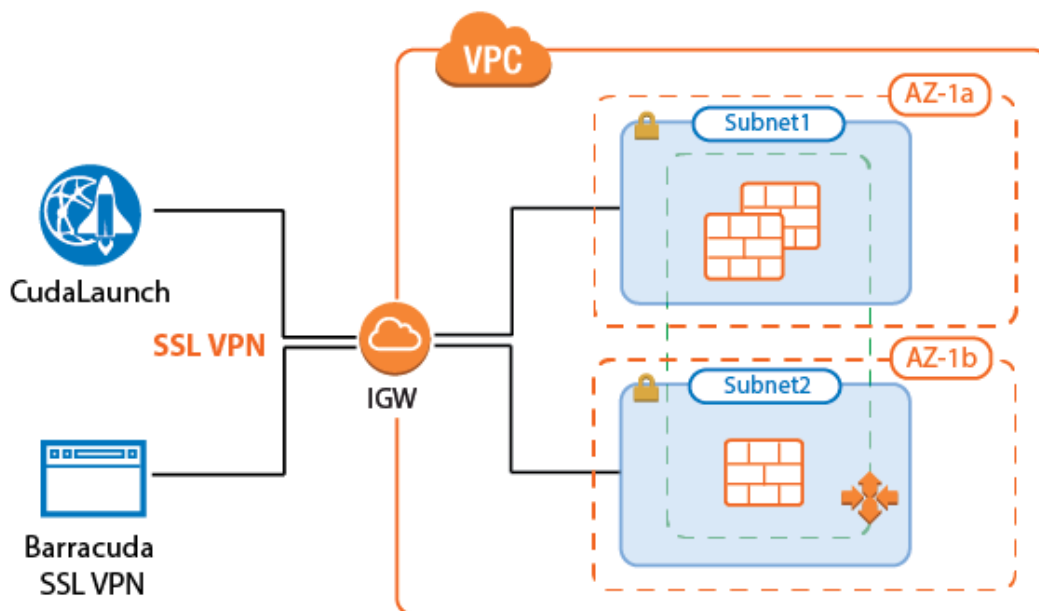 VPC
AZ-1a
Subnet1
CudaLaunch
SSL VPN
IGW
AZ-1b
Subnet2
Barracuda
SSL VPN